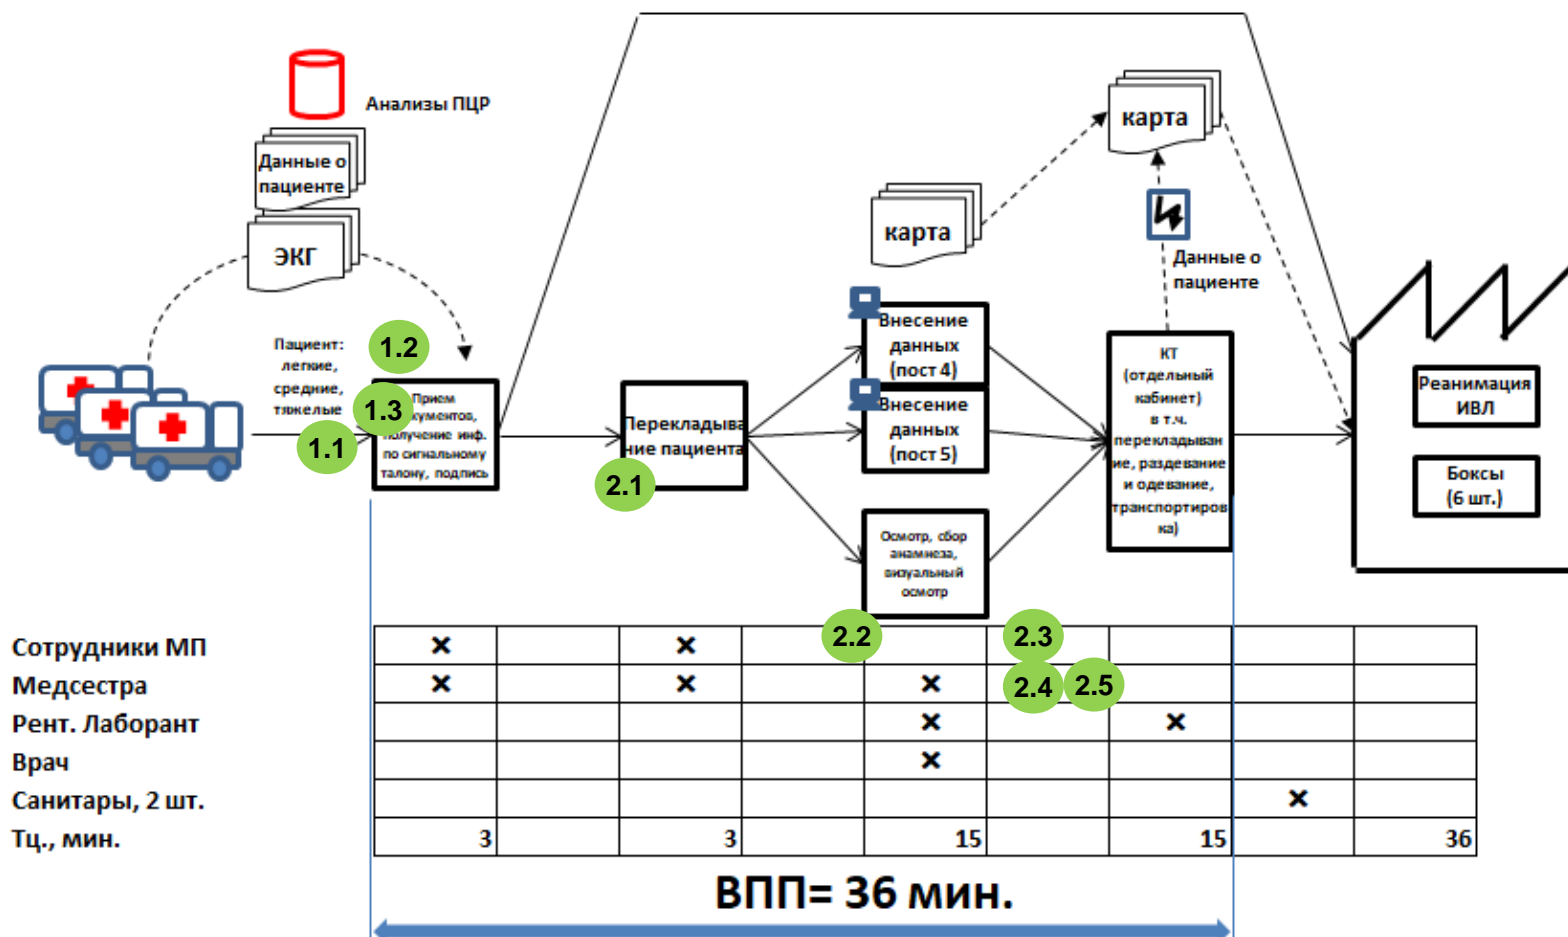 Анализы ПЦР
Данные о
пациенте
ЭКГ
карта
карта
Данные о
пациенте
Пациент:
легкие,
средние,
тяжелые
1.2
1.3
1.1
Прием
документов,
получение инф.
по сигнальному
талону, подпись
Перекладыва
ние пациента
2.1
Внесение
данных
(пост 4)
Внесение
данных
(пост 5)
Осмотр, сбор
анамнеза,
визуальный
осмотр
КТ
(отдельный
кабинет)
в т.ч.
перекладыван
ие, раздевание
и одевание,
транспортиров
ка)
Реанимация
ИВЛ
Боксы
(6 шт.)
2.2
2.3
2.4
2.5
Сотрудники МП × ×
Медсестра × × ×
Рент. Лаборант × ×
Врач ×
Санитары, 2 шт. ×
Тц., мин. 3 3 15 15 36
ВПП= 36 мин.